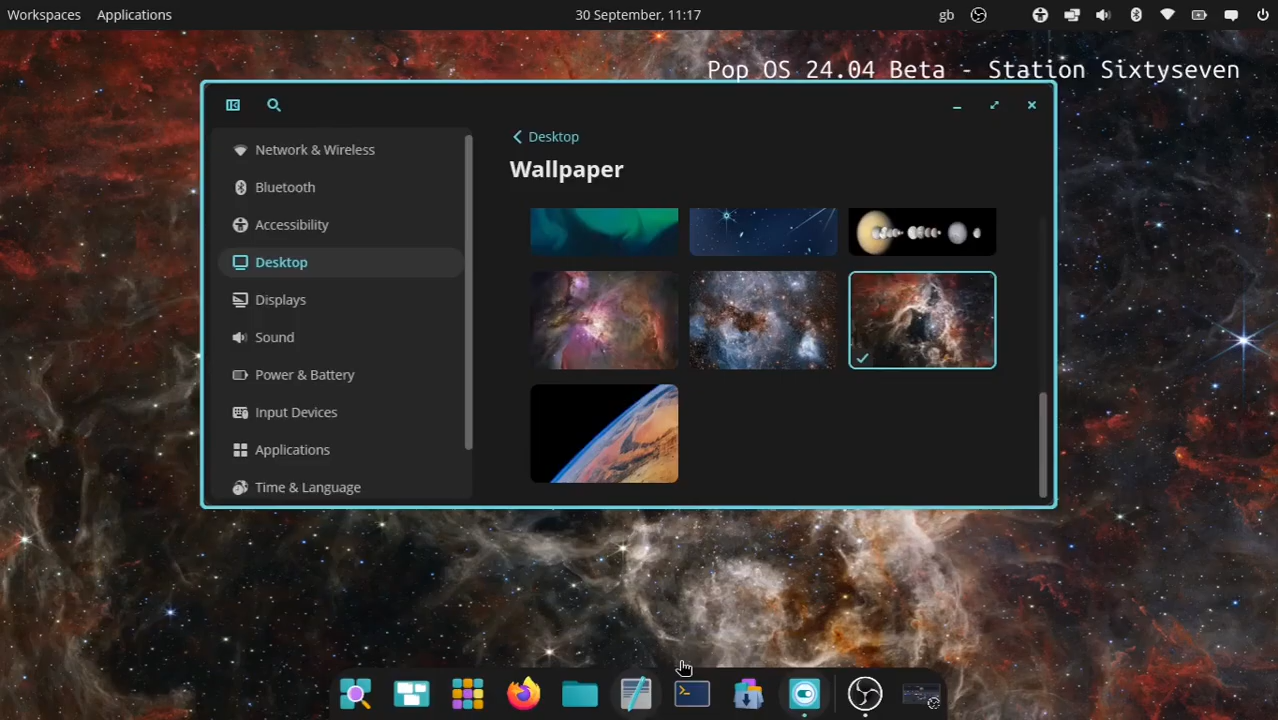 Workspaces Applications 30 September, 11:17 gb
Pop OS 24.04 Beta - Station Sixtyseven
Desktop
Wallpaper
Network & Wireless
Bluetooth
Accessibility
Desktop
Displays
Sound
Power & Battery
Input Devices
Applications
Time & Language